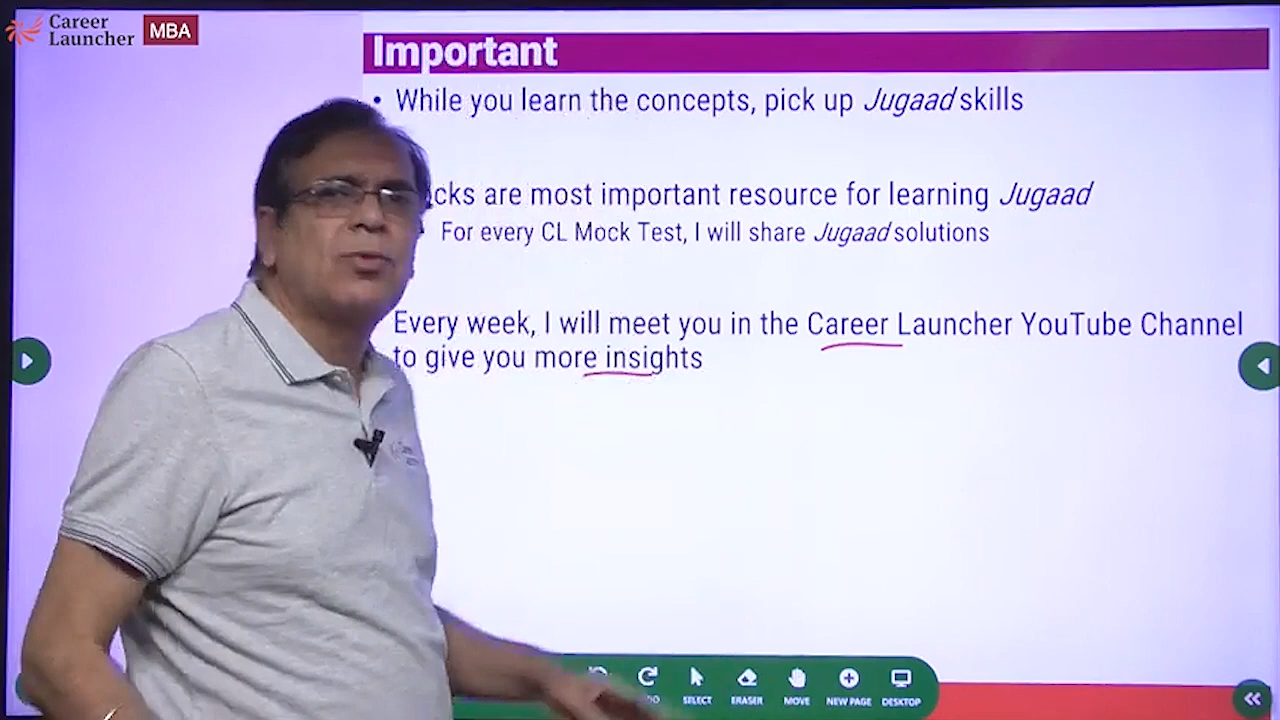 Career
Launcher MBA
Important
• While you learn the concepts, pick up Jugaad skills
are most important resource for learning Jugaad
For every CL Mock Test, I will share Jugaad solutions
Every week, I will meet you in the Career Launcher YouTube Channel
to give you more insights
SELECT ERASER MOVE NEW PAGE DESKTOP